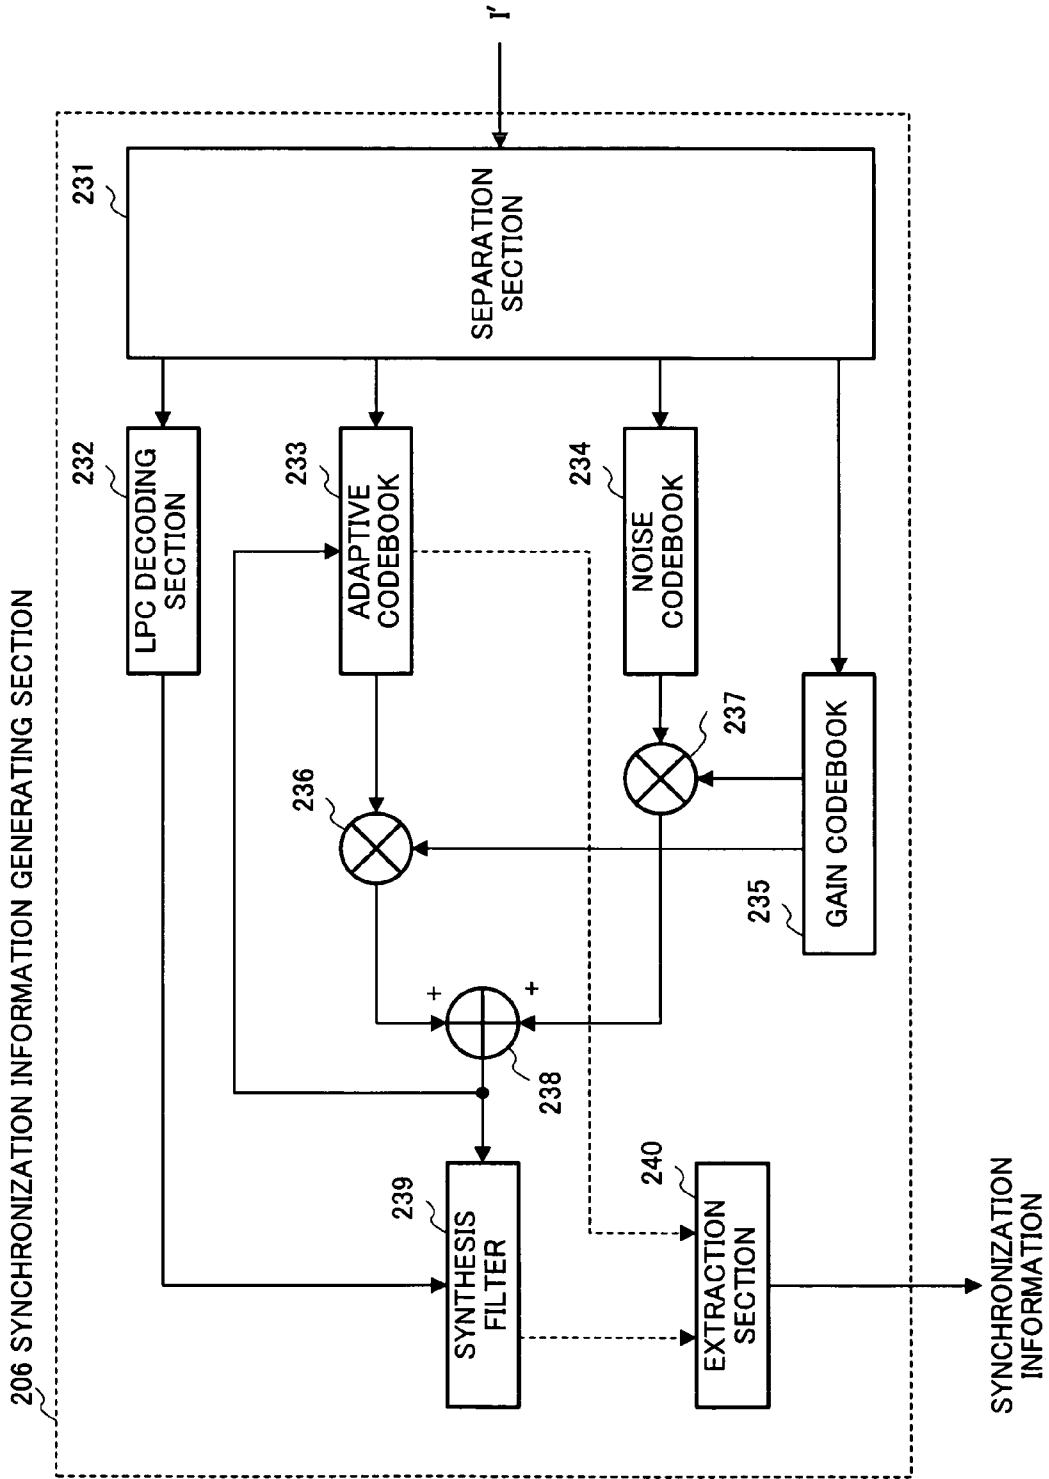 206 SYNCHRONIZATION INFORMATION GENERATING SECTION
I'
231
SEPARATION
SECTION
232
LPC DECODING
SECTION
233
ADAPTIVE
CODEBOOK
234
NOISE
CODEBOOK
235
GAIN CODEBOOK
236
237
+
+
238
239
SYNTHESIS
FILTER
240
EXTRACTION
SECTION
SYNCHRONIZATION
INFORMATION